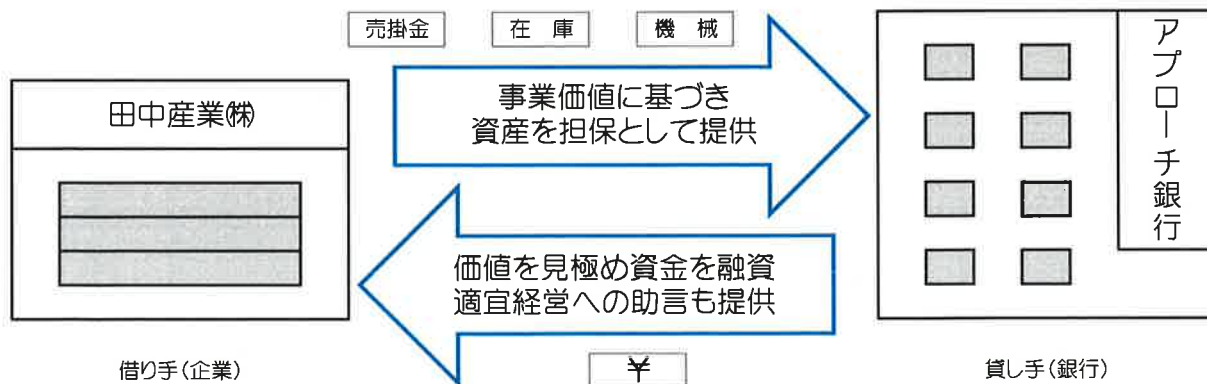 売掛金
在 庫
機 械
田中産業㈱
事業価値に基づき
資産を担保として提供
アプローチ銀行
価値を見極め資金を融資
適宜経営への助言も提供
借り手(企業)
¥
貸し手(銀行)